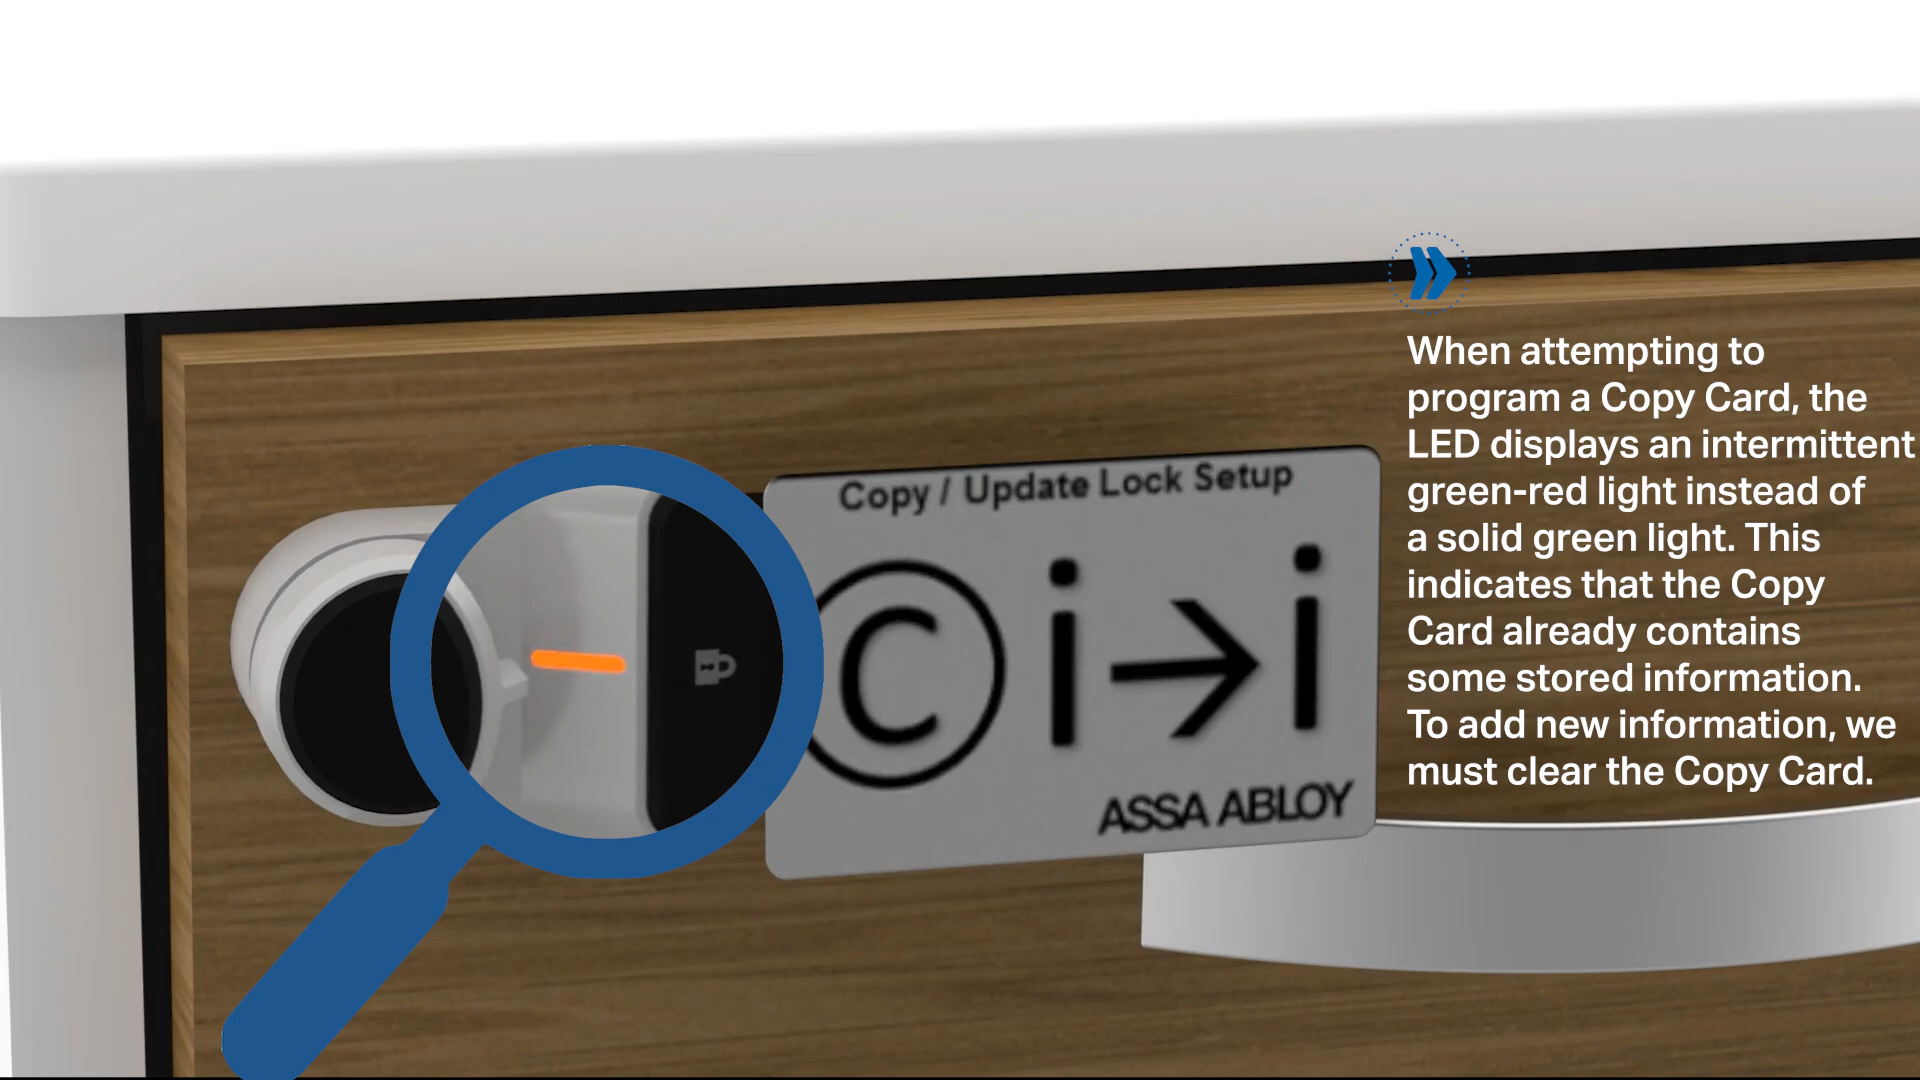 Copy / Update Lock Setup
© i → i
ASSA ABLOY
When attempting to
program a Copy Card, the
LED displays an intermittent
green-red light instead of
a solid green light. This
indicates that the Copy
Card already contains
some stored information.
To add new information, we
must clear the Copy Card.